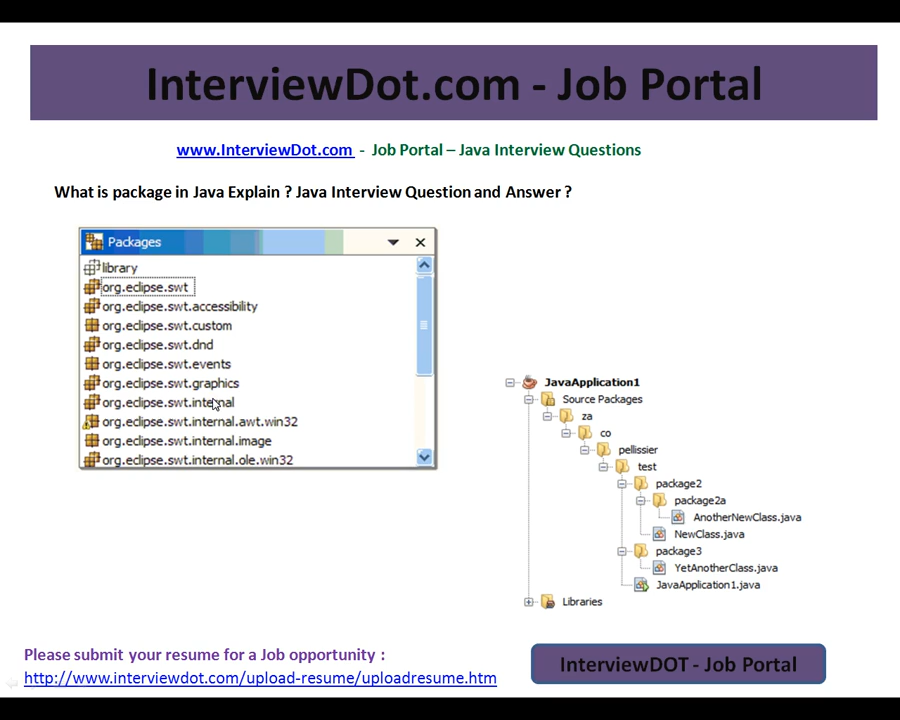 InterviewDot.com - Job Portal
www.InterviewDot.com - Job Portal – Java Interview Questions
What is package in Java Explain ? Java Interview Question and Answer ?
Packages
library
org.eclipse.swt
org.eclipse.swt.accessibility
org.eclipse.swt.custom
org.eclipse.swt.dnd
org.eclipse.swt.events
org.eclipse.swt.graphics
org.eclipse.swt.internal
org.eclipse.swt.internal.awt.win32
org.eclipse.swt.internal.image
org.eclipse.swt.internal.ole.win32
JavaApplication1
Source Packages
za
co
pellissier
test
package2
package2a
AnotherNewClass.java
NewClass.java
package3
YetAnotherClass.java
JavaApplication1.java
Libraries
Please submit your resume for a Job opportunity :
http://www.interviewdot.com/upload-resume/uploadresume.htm
InterviewDOT - Job Portal